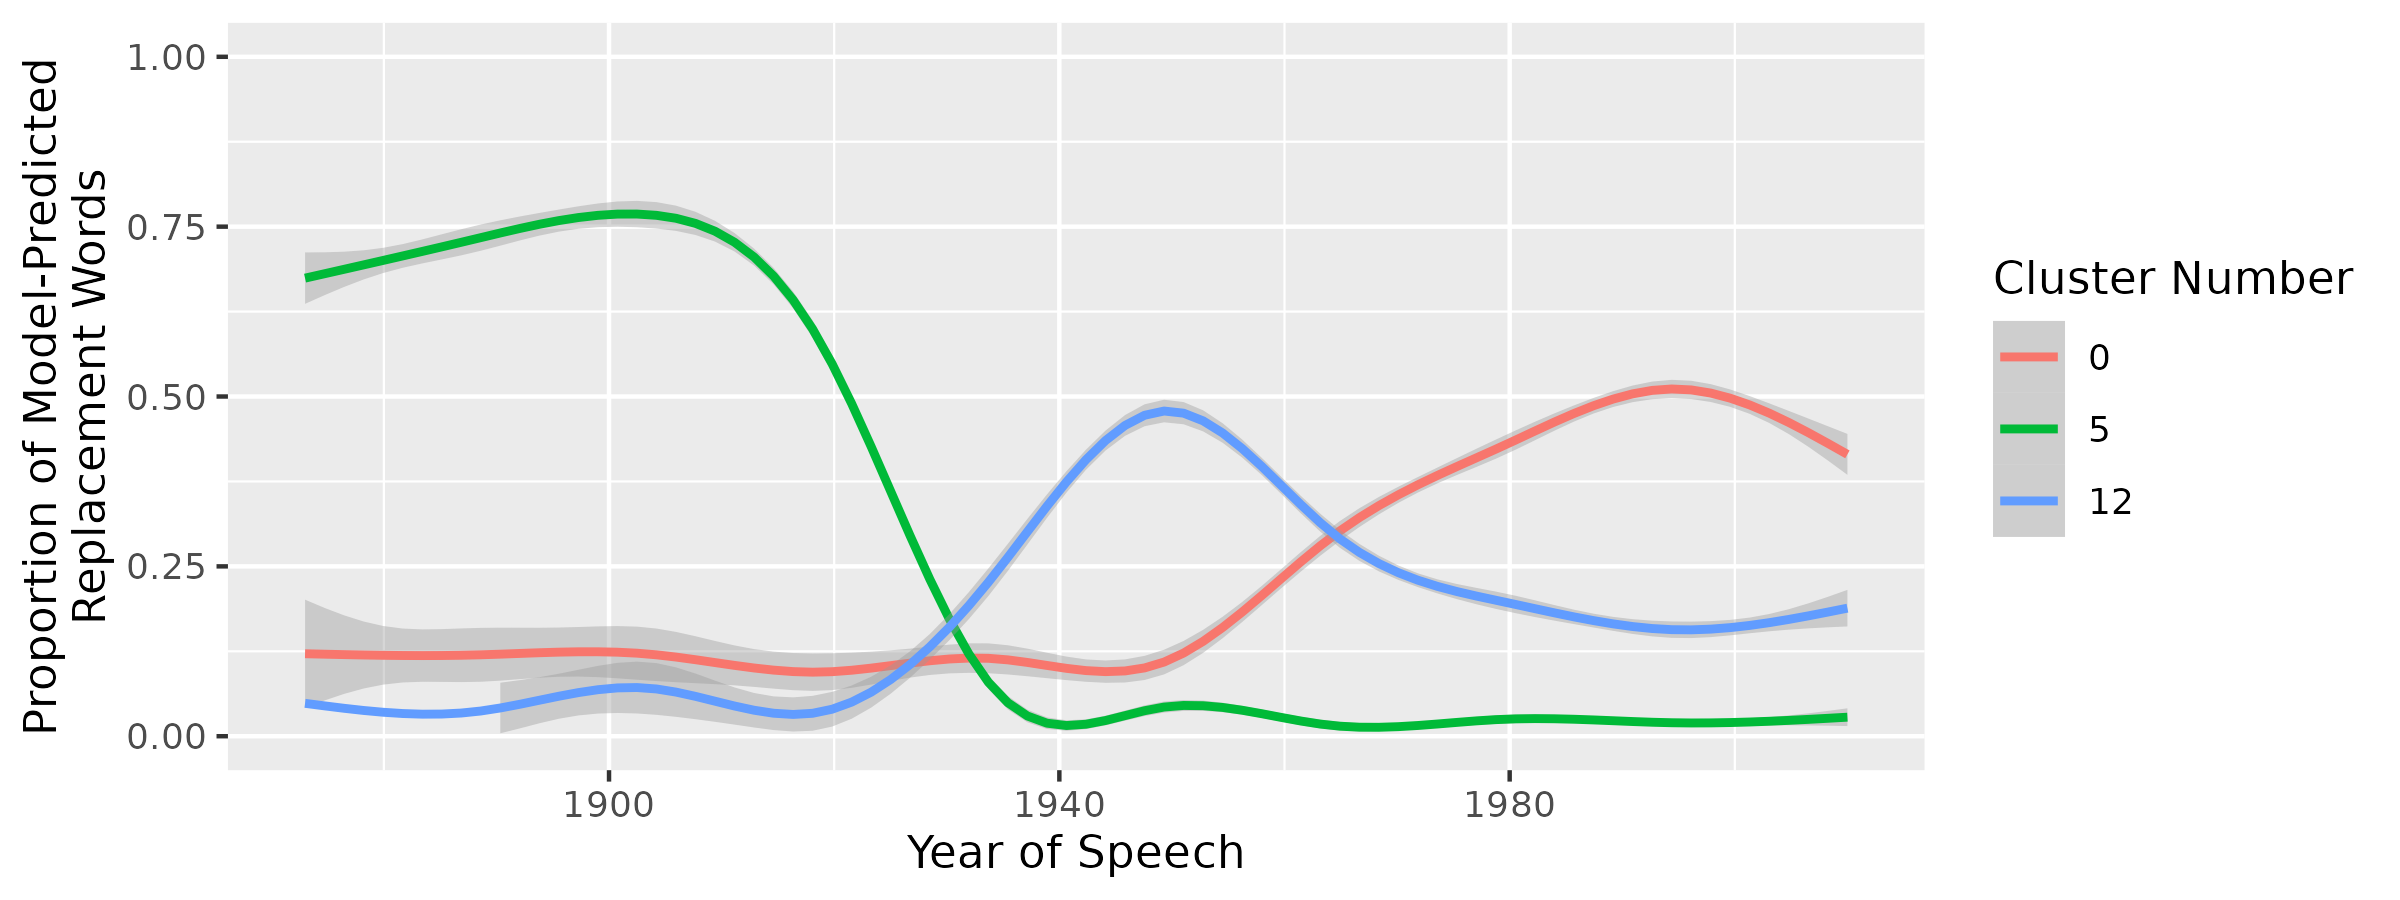 Proportion of Model-Predicted
Replacement Words
1.00
0.75
0.50
0.25
0.00
1900
1940
1980
Year of Speech
Cluster Number
0
5
12